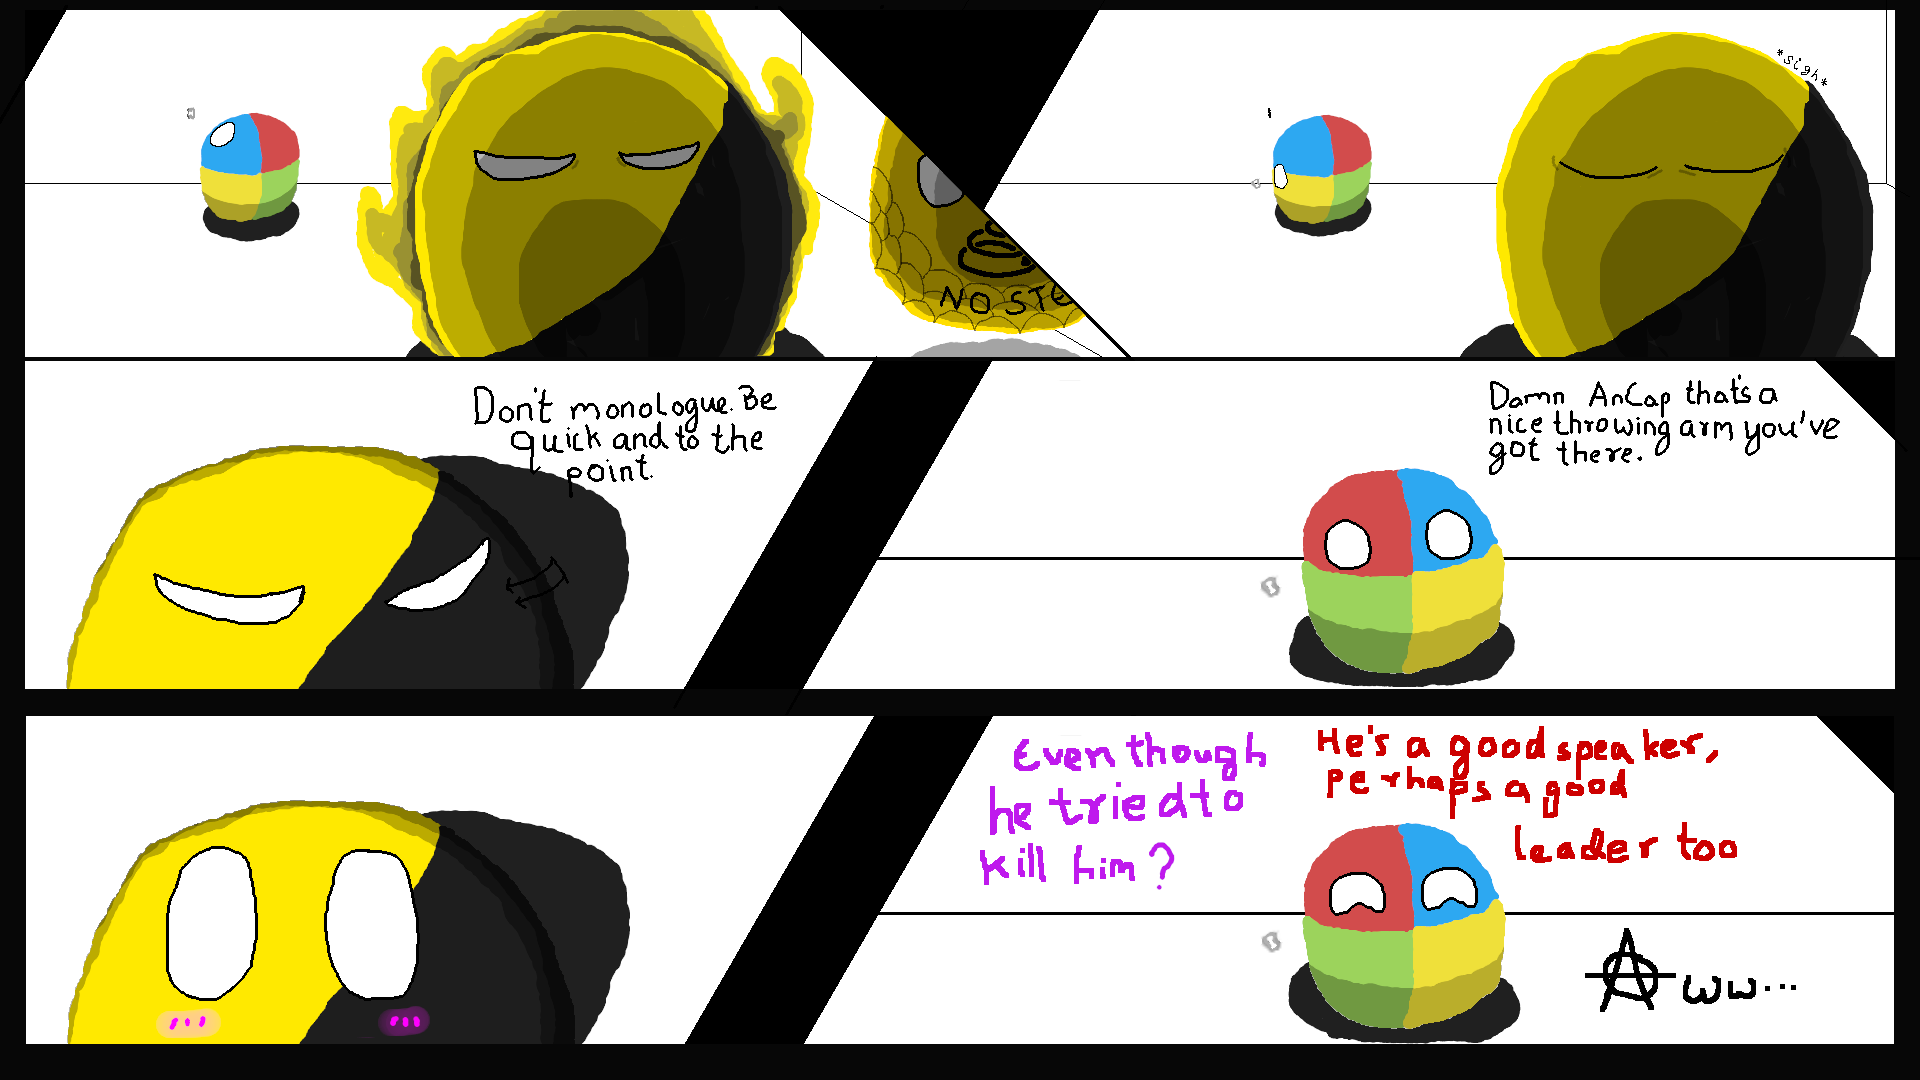 *sigh*
NO STE
Don't monologue. Be
quick and to the
point.
Damn AnCap that's a
nice throwing arm you've
got there.
Even though
he tried to
kill him?
He's a good speaker,
perhaps a good
leader too
Aww...